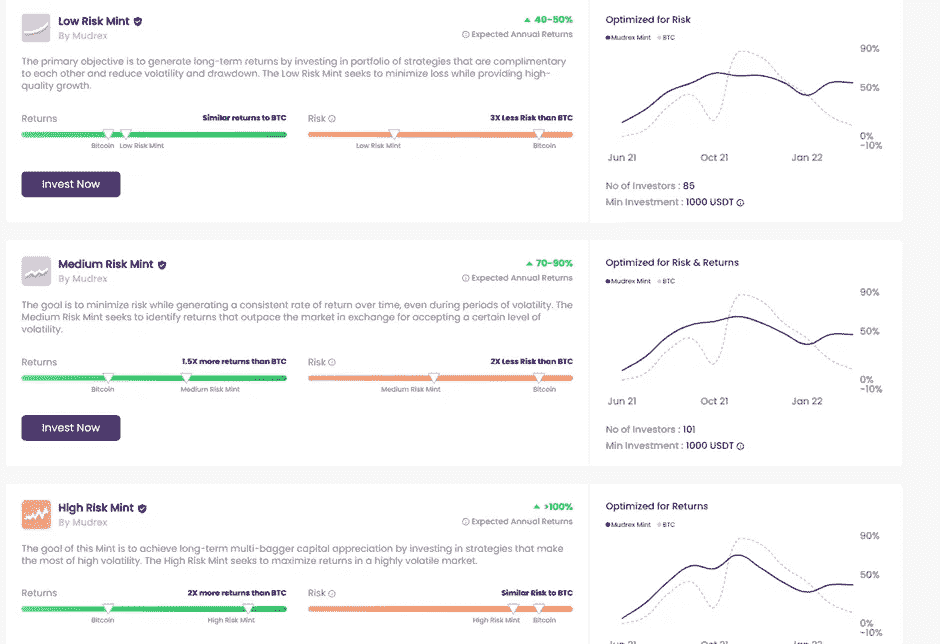 Low Risk Mint
By Mudrex
40-50%
Expected Annual Returns
The primary objective is to generate long-term returns by investing in portfolio of strategies that are complimentary
to each other and reduce volatility and drawdown. The Low Risk Mint seeks to minimize loss while providing high-
quality growth.
Returns
Similar returns to BTC
Risk
3X Less Risk than BTC
Bitcoin
Low Risk Mint
Low Risk Mint
Bitcoin
Invest Now
Optimized for Risk
Mudrex Mint
BTC
90%
50%
0%
-10%
Jun 21
Oct 21
Jan 22
No of Investors : 85
Min Investment : 1000 USDT
Medium Risk Mint
By Mudrex
70-90%
Expected Annual Returns
The goal is to minimize risk while generating a consistent rate of return over time, even during periods of volatility. The
Medium Risk Mint seeks to identify returns that outpace the market in exchange for accepting a certain level of
volatility.
Returns
1.5X more returns than BTC
Risk
2X Less Risk than BTC
Bitcoin
Medium Risk Mint
Medium Risk Mint
Bitcoin
Invest Now
Optimized for Risk & Returns
Mudrex Mint
BTC
90%
50%
0%
-10%
Jun 21
Oct 21
Jan 22
No of Investors : 101
Min Investment : 1000 USDT
High Risk Mint
By Mudrex
>100%
Expected Annual Returns
The goal of this Mint is to achieve long-term multi-bagger capital appreciation by investing in strategies that make
the most of high volatility. The High Risk Mint seeks to maximize returns in a highly volatile market.
Returns
2X more returns than BTC
Risk
Similar Risk to BTC
Bitcoin
High Risk Mint
High Risk Mint
Bitcoin
Optimized for Returns
Mudrex Mint
BTC
90%
50%
0%
-10%